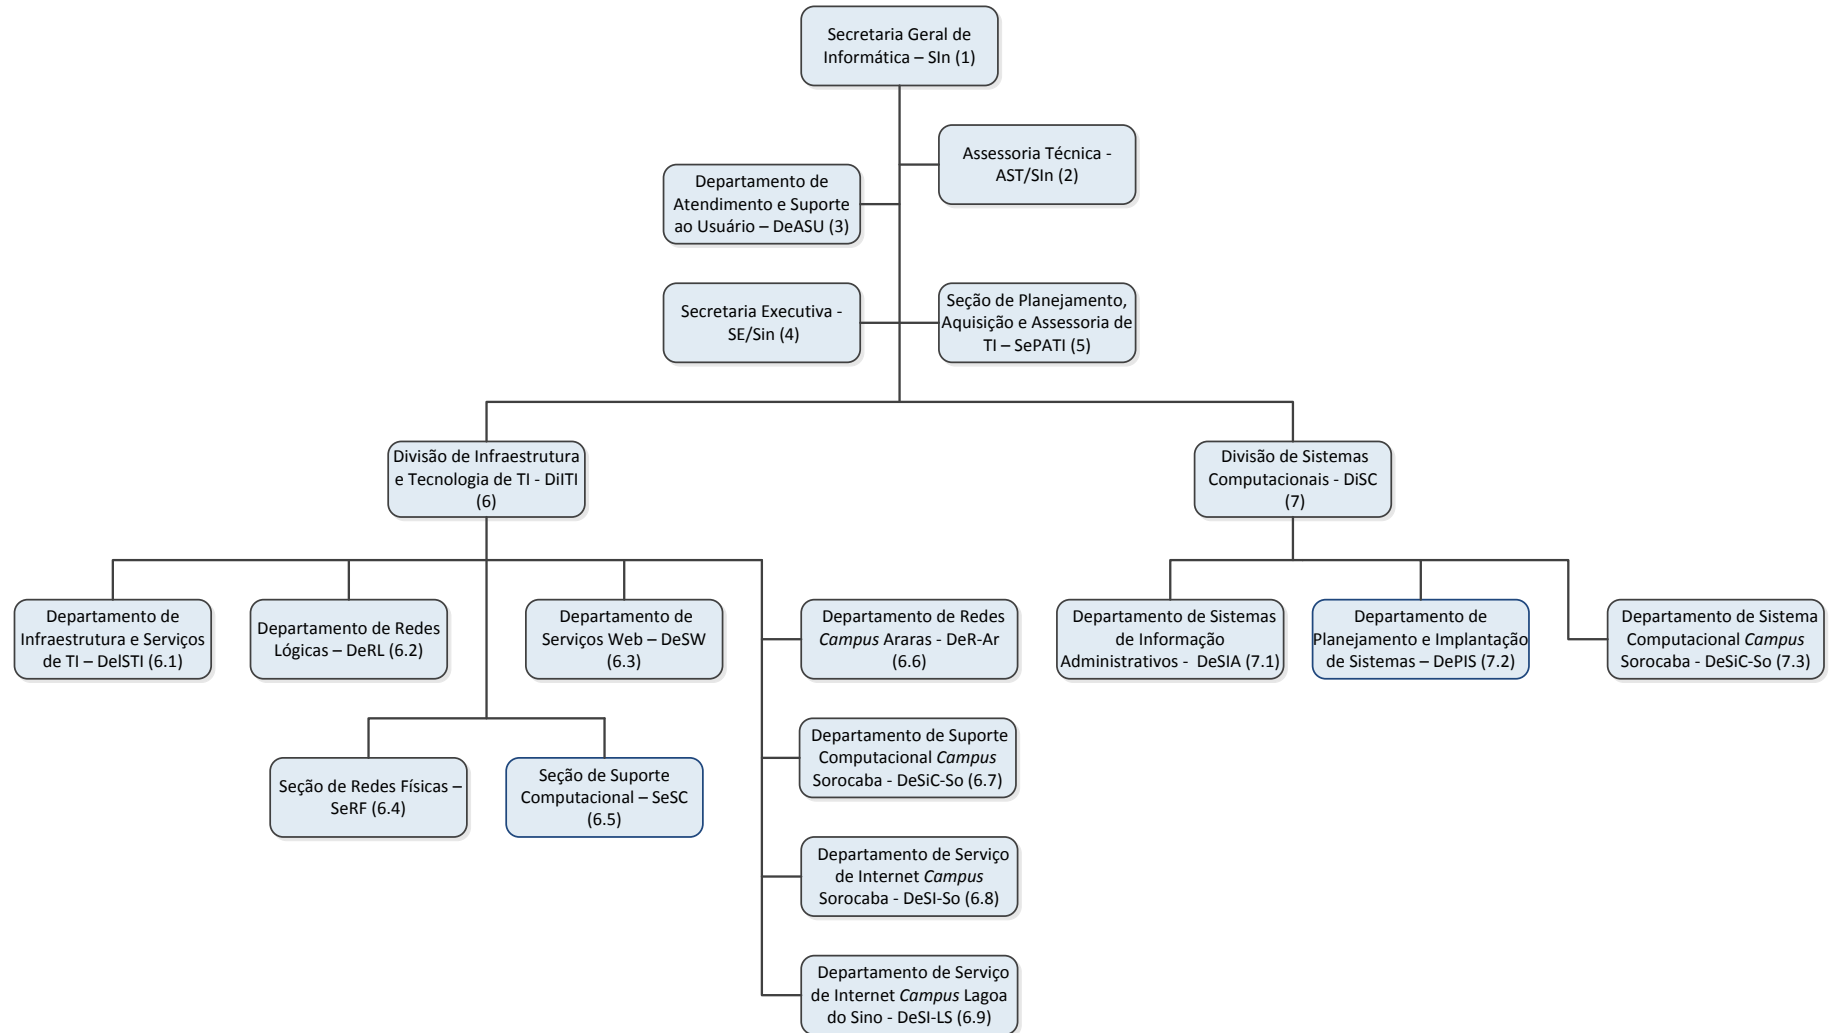 Secretaria Geral de
Informática – SIn (1)
Assessoria Técnica -
AST/SIn (2)
Departamento de
Atendimento e Suporte
ao Usuário – DeASU (3)
Secretaria Executiva -
SE/Sin (4)
Seção de Planejamento,
Aquisição e Assessoria de
TI – SePATI (5)
Divisão de Infraestrutura
e Tecnologia de TI - DiITI
(6)
Divisão de Sistemas
Computacionais - DiSC
(7)
Departamento de
Infraestrutura e Serviços
de TI – DeISTI (6.1)
Departamento de Redes
Lógicas – DeRL (6.2)
Departamento de
Serviços Web – DeSW
(6.3)
Departamento de Redes
Campus Araras - DeR-Ar
(6.6)
Departamento de Sistemas
de Informação
Administrativos - DeSIA (7.1)
Departamento de
Planejamento e Implantação
de Sistemas – DePIS (7.2)
Departamento de Sistema
Computacional Campus
Sorocaba - DeSiC-So (7.3)
Seção de Redes Físicas –
SeRF (6.4)
Seção de Suporte
Computacional – SeSC
(6.5)
Departamento de Suporte
Computacional Campus
Sorocaba - DeSiC-So (6.7)
Departamento de Serviço
de Internet Campus
Sorocaba - DeSI-So (6.8)
Departamento de Serviço
de Internet Campus Lagoa
do Sino - DeSI-LS (6.9)